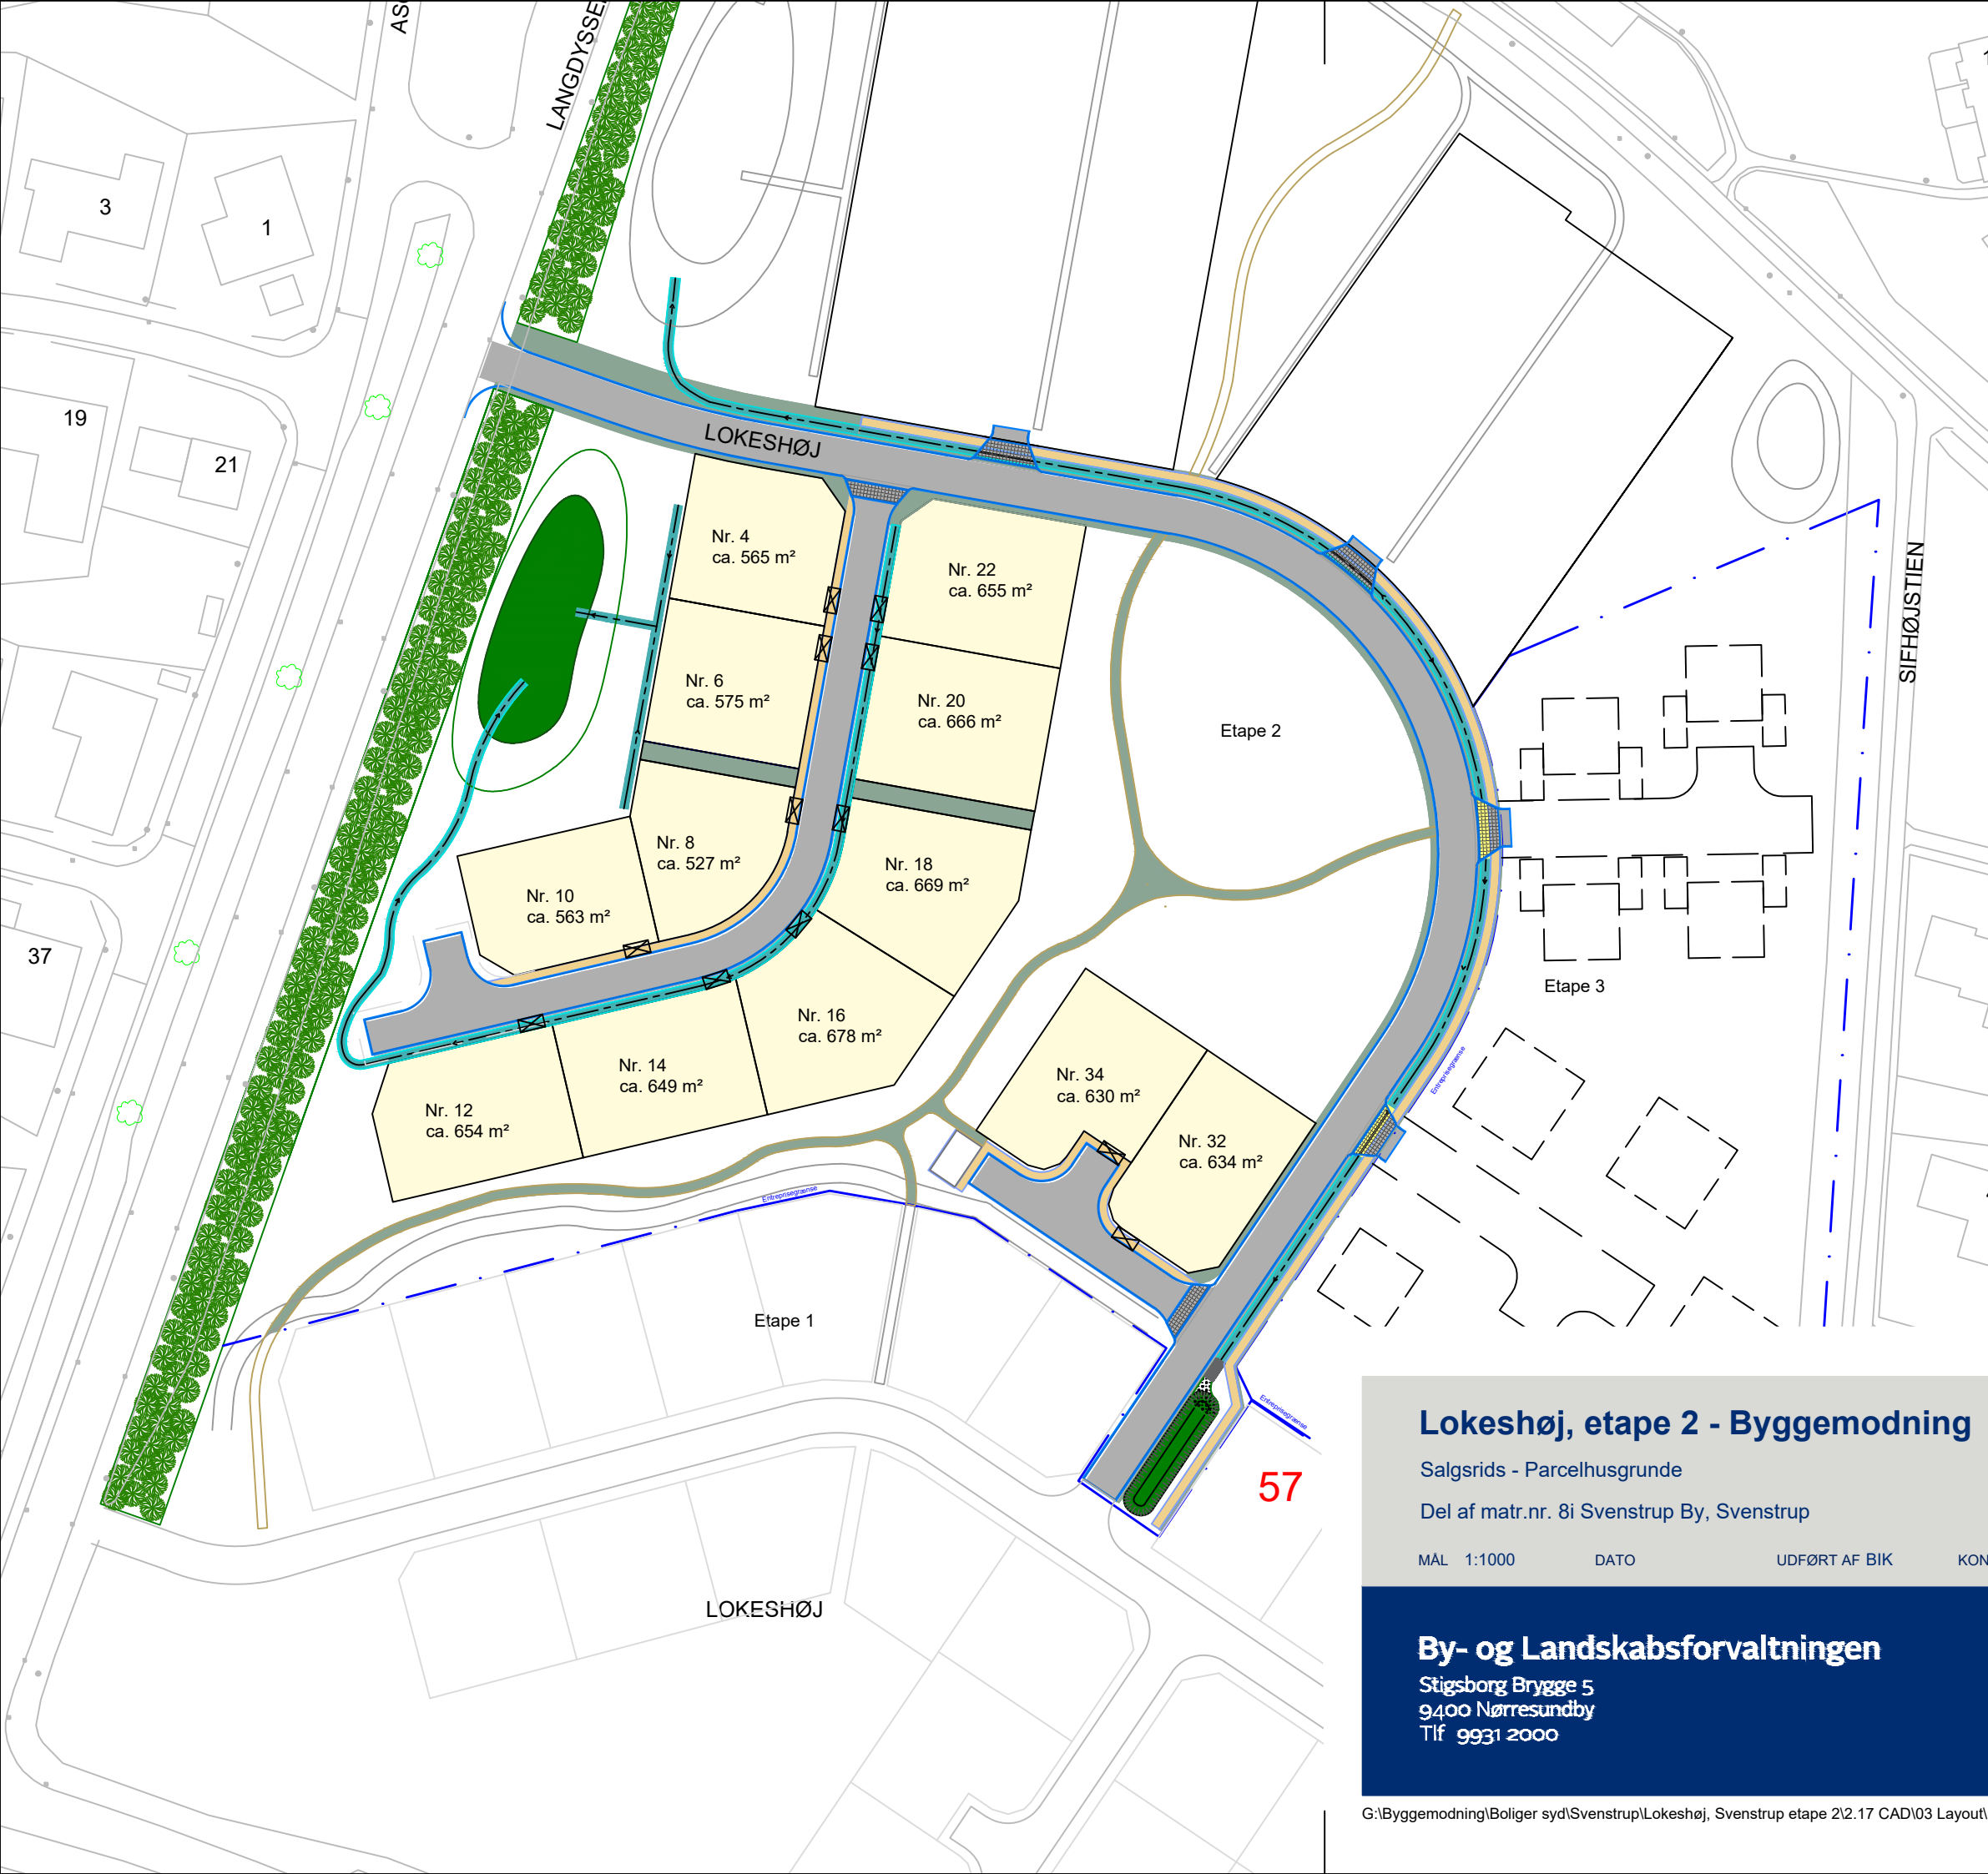 LANGDYSSE
3
1
19
21
37
LOKESHØJ
Nr. 4
ca. 565 m²
Nr. 22
ca. 655 m²
Nr. 6
ca. 575 m²
Nr. 20
ca. 666 m²
Etape 2
Nr. 8
ca. 527 m²
Nr. 18
ca. 669 m²
Nr. 10
ca. 563 m²
Nr. 16
ca. 678 m²
Nr. 14
ca. 649 m²
Nr. 12
ca. 654 m²
Nr. 34
ca. 630 m²
Nr. 32
ca. 634 m²
SIFHØJSTIEN
Etape 3
Entreprisegrænse
Entreprisegrænse
Entreprisegrænse
Etape 1
57
LOKESHØJ
Lokeshøj, etape 2 - Byggemodning
Salgsrids - Parcelhusgrunde
Del af matr.nr. 8i Svenstrup By, Svenstrup
MÅL 1:1000 DATO UDFØRT AF BIK KON
By- og Landskabsforvaltningen
Stigsborg Brygge 5
9400 Nørresundby
Tlf 9931 2000
G:\Byggemodning\Boliger syd\Svenstrup\Lokeshøj, Svenstrup etape 2\2.17 CAD\03 Layout\